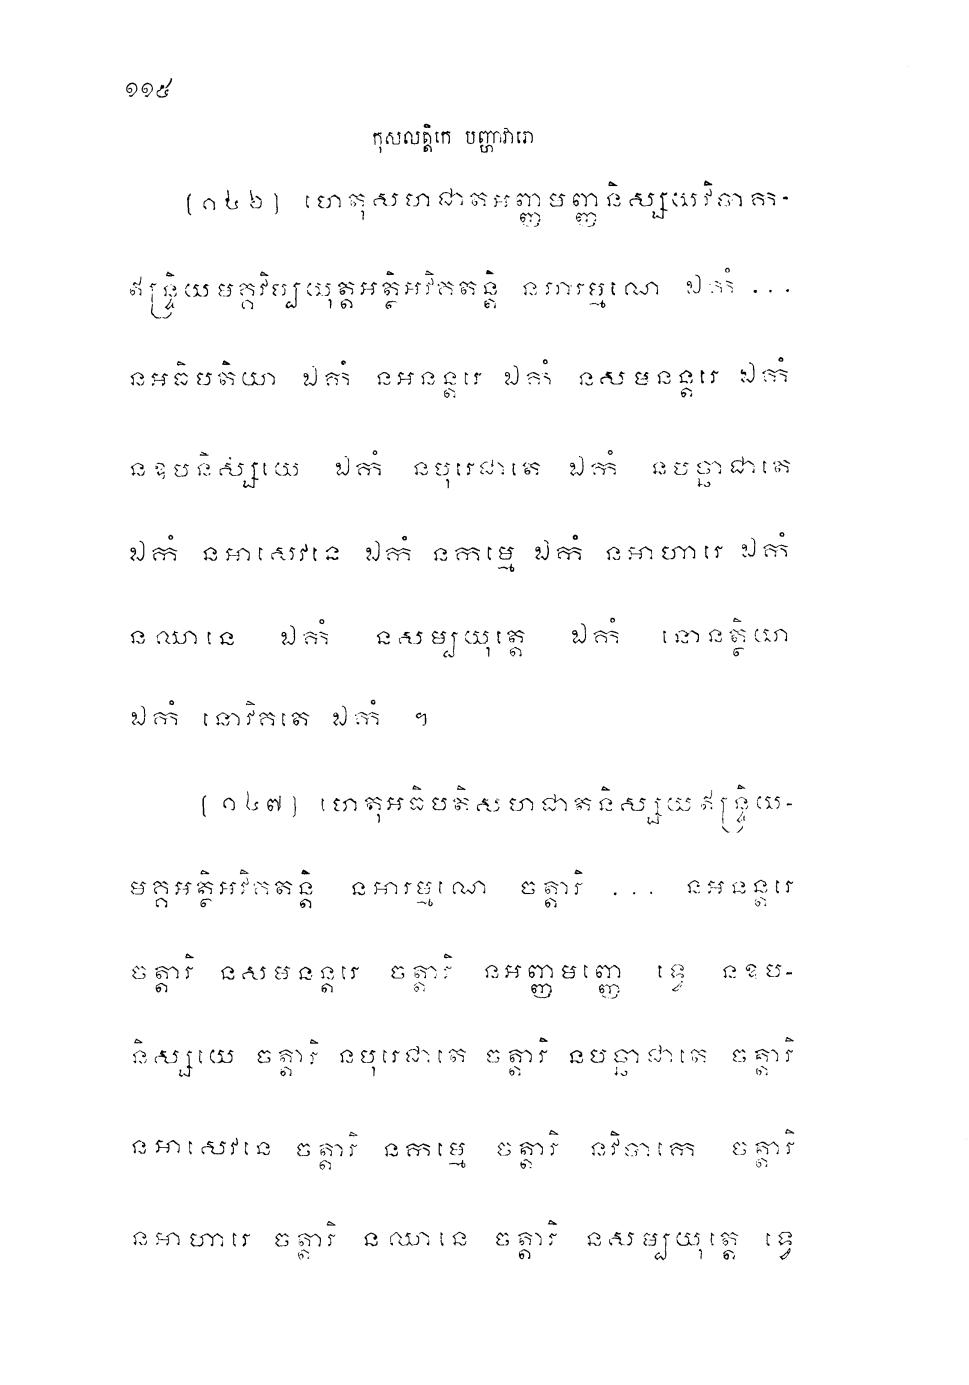 ១១៥
កុសលត្តិកេ បញ្ហាវារោ
(១៤៦) ហេតុសហជាតអញ្ញមញ្ញនិស្សយវិបាក-
ឥន្ទ្រិយមគ្គវិប្បយុត្តអត្ថិអវិគតន្តិ នអារម្មណេ ឯកំ ...
នអធិបតិយា ឯកំ នអនន្តរេ ឯកំ នសមនន្តរេ ឯកំ
នឧបនិស្សយេ ឯកំ នបុរេជាតេ ឯកំ នបច្ឆាជាតេ
ឯកំ នអាសេវនេ ឯកំ នកម្មេ ឯកំ នអាហារេ ឯកំ
នឈានេ ឯកំ នសម្បយុត្តេ ឯកំ នោនត្ថិយា
ឯកំ នោវិគតេ ឯកំ ។
(១៤៧) ហេតុអធិបតិសហជាតនិស្សយឥន្ទ្រិយ-
មគ្គអត្ថិអវិគតន្តិ នអារម្មណេ ចត្តារិ ... នអនន្តរេ
ចត្តារិ នសមនន្តរេ ចត្តារិ នអញ្ញមញ្ញេ ទ្វេ នឧប-
និស្សយេ ចត្តារិ នបុរេជាតេ ចត្តារិ នបច្ឆាជាតេ ចត្តារិ
នអាសេវនេ ចត្តារិ នកម្មេ ចត្តារិ នវិបាកេ ចត្តារិ
នអាហារេ ចត្តារិ នឈានេ ចត្តារិ នសម្បយុត្តេ ទ្វេ